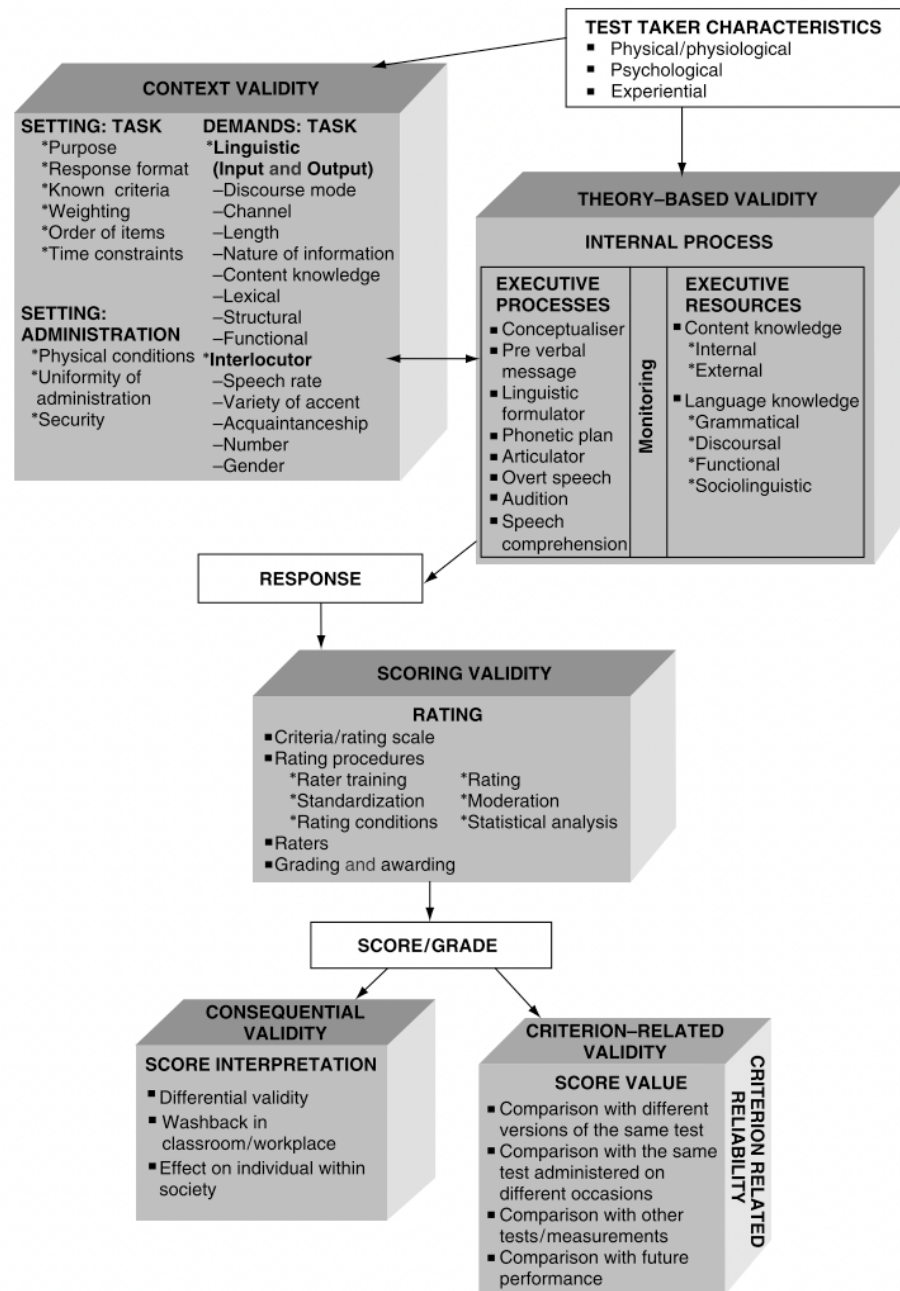 TEST TAKER CHARACTERISTICS
■ Physical/physiological
■ Psychological
■ Experiential
CONTEXT VALIDITY
SETTING: TASK
*Purpose
*Response format
*Known criteria
*Weighting
*Order of items
*Time constraints
SETTING:
ADMINISTRATION
*Physical conditions
*Uniformity of
administration
*Security
DEMANDS: TASK
*Linguistic
(Input and Output)
–Discourse mode
–Channel
–Length
–Nature of information
–Content knowledge
–Lexical
–Structural
–Functional
*Interlocutor
–Speech rate
–Variety of accent
–Acquaintanceship
–Number
–Gender
THEORY–BASED VALIDITY
INTERNAL PROCESS
EXECUTIVE
PROCESSES
■ Conceptualiser
■ Pre verbal
message
■ Linguistic
formulator
■ Phonetic plan
■ Articulator
■ Overt speech
■ Audition
■ Speech
comprehension
Monitoring
EXECUTIVE
RESOURCES
■ Content knowledge
*Internal
*External
■ Language knowledge
*Grammatical
*Discoursal
*Functional
*Sociolinguistic
RESPONSE
SCORING VALIDITY
RATING
■ Criteria/rating scale
■ Rating procedures
*Rater training
*Standardization
*Rating conditions
*Rating
*Moderation
*Statistical analysis
■ Raters
■ Grading and awarding
SCORE/GRADE
CONSEQUENTIAL
VALIDITY
SCORE INTERPRETATION
■ Differential validity
■ Washback in
classroom/workplace
■ Effect on individual within
society
CRITERION–RELATED
VALIDITY
SCORE VALUE
■ Comparison with different
versions of the same test
■ Comparison with the same
test administered on
different occasions
■ Comparison with other
tests/measurements
■ Comparison with future
performance
CRITERION RELATED
RELIABILITY